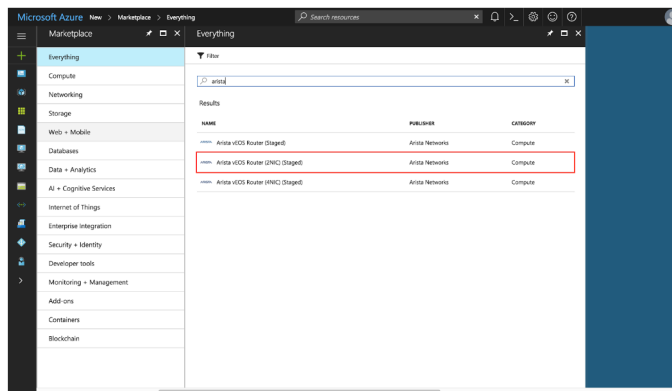 Microsoft Azure New > Marketplace > Everything
Search resources
Marketplace
Everything
Compute
Networking
Storage
Web + Mobile
Databases
Data + Analytics
AI + Cognitive Services
Internet of Things
Enterprise Integration
Security + Identity
Developer tools
Monitoring + Management
Add-ons
Containers
Blockchain
Everything
Filter
arista
Results
NAME PUBLISHER CATEGORY
Arista vEOS Router (Staged) Arista Networks Compute
Arista vEOS Router (2NIC) (Staged) Arista Networks Compute
Arista vEOS Router (4NIC) (Staged) Arista Networks Compute